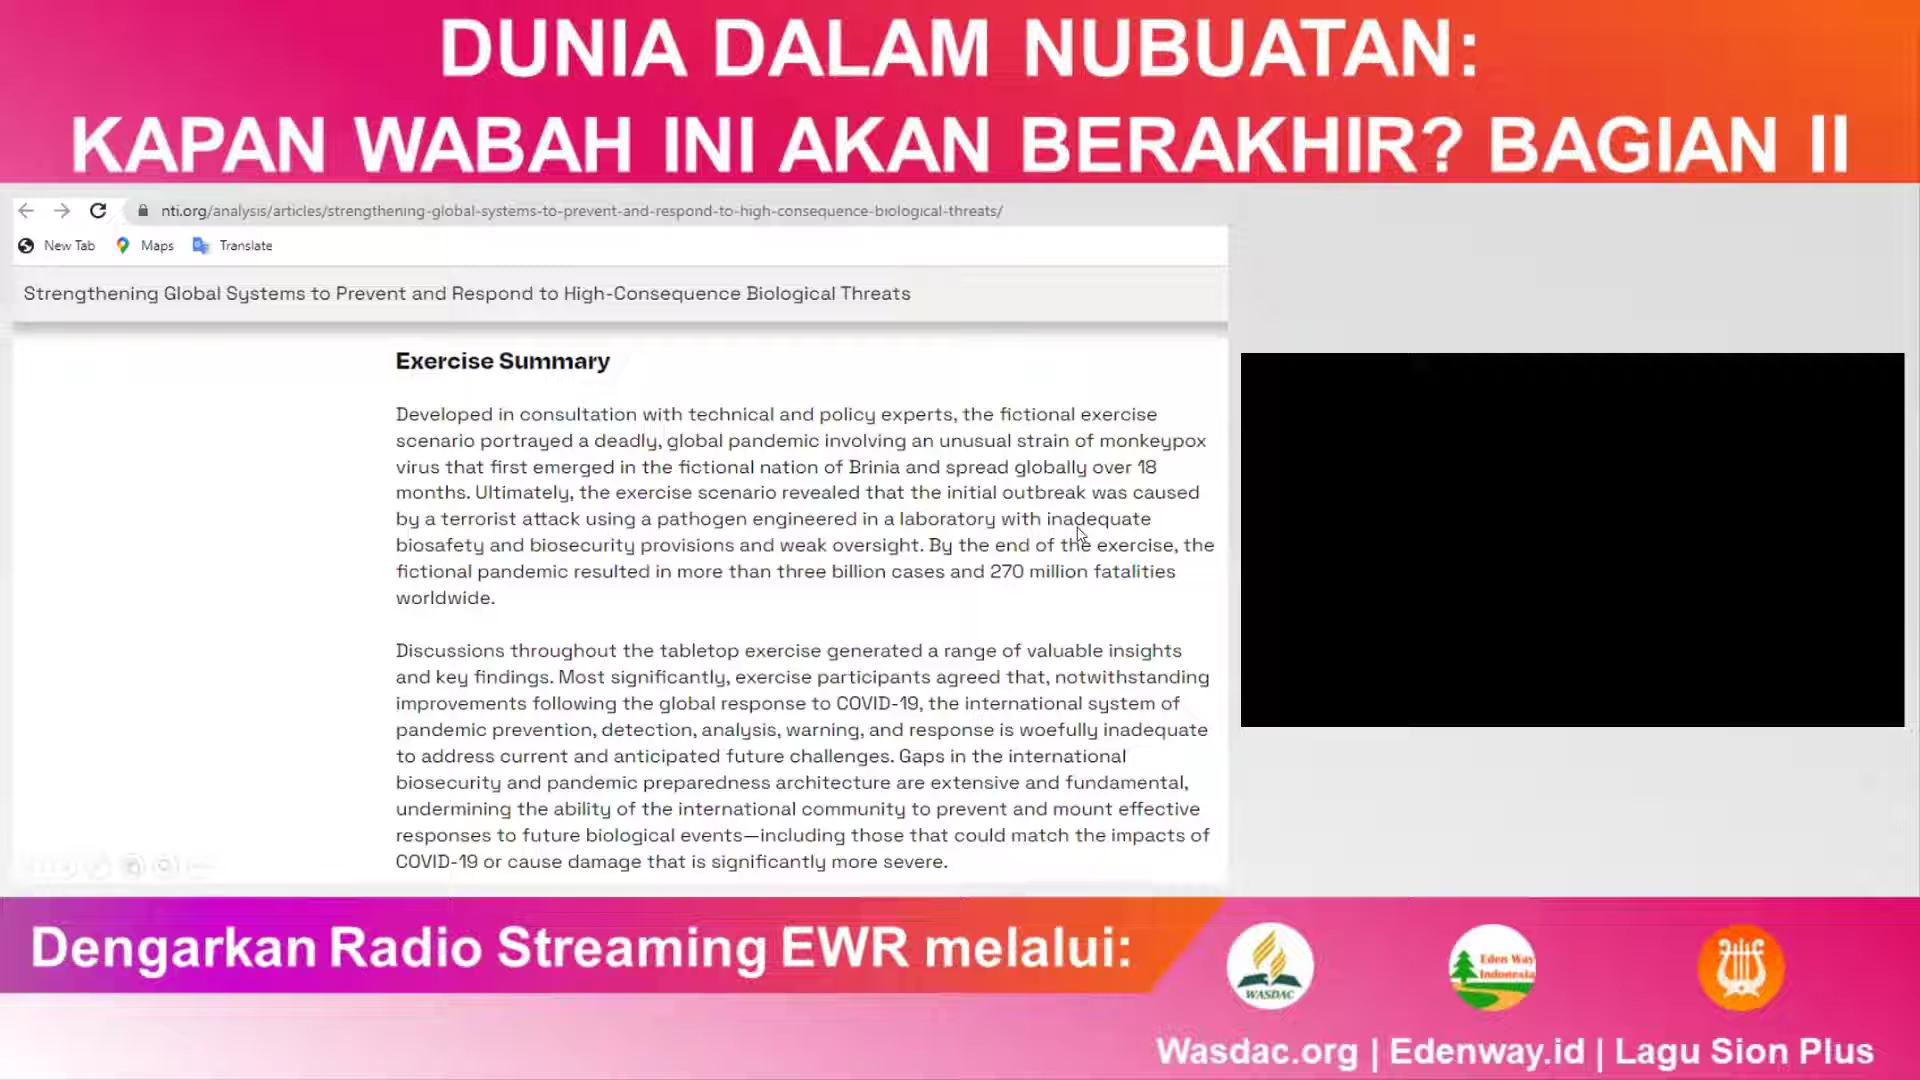 DUNIA DALAM NUBUATAN:
KAPAN WABAH INI AKAN BERAKHIR? BAGIAN II
nti.org/analysis/articles/strengthening-global-systems-to-prevent-and-respond-to-high-consequence-biological-threats/
New Tab Maps Translate
Strengthening Global Systems to Prevent and Respond to High-Consequence Biological Threats
Exercise Summary
Developed in consultation with technical and policy experts, the fictional exercise
scenario portrayed a deadly, global pandemic involving an unusual strain of monkeypox
virus that first emerged in the fictional nation of Brinia and spread globally over 18
months. Ultimately, the exercise scenario revealed that the initial outbreak was caused
by a terrorist attack using a pathogen engineered in a laboratory with inadequate
biosafety and biosecurity provisions and weak oversight. By the end of the exercise, the
fictional pandemic resulted in more than three billion cases and 270 million fatalities
worldwide.
Discussions throughout the tabletop exercise generated a range of valuable insights
and key findings. Most significantly, exercise participants agreed that, notwithstanding
improvements following the global response to COVID-19, the international system of
pandemic prevention, detection, analysis, warning, and response is woefully inadequate
to address current and anticipated future challenges. Gaps in the international
biosecurity and pandemic preparedness architecture are extensive and fundamental,
undermining the ability of the international community to prevent and mount effective
responses to future biological events—including those that could match the impacts of
COVID-19 or cause damage that is significantly more severe.
Dengarkan Radio Streaming EWR melalui:
WASDAC
Eden Way
Indonesia
Wasdac.org | Edenway.id | Lagu Sion Plus